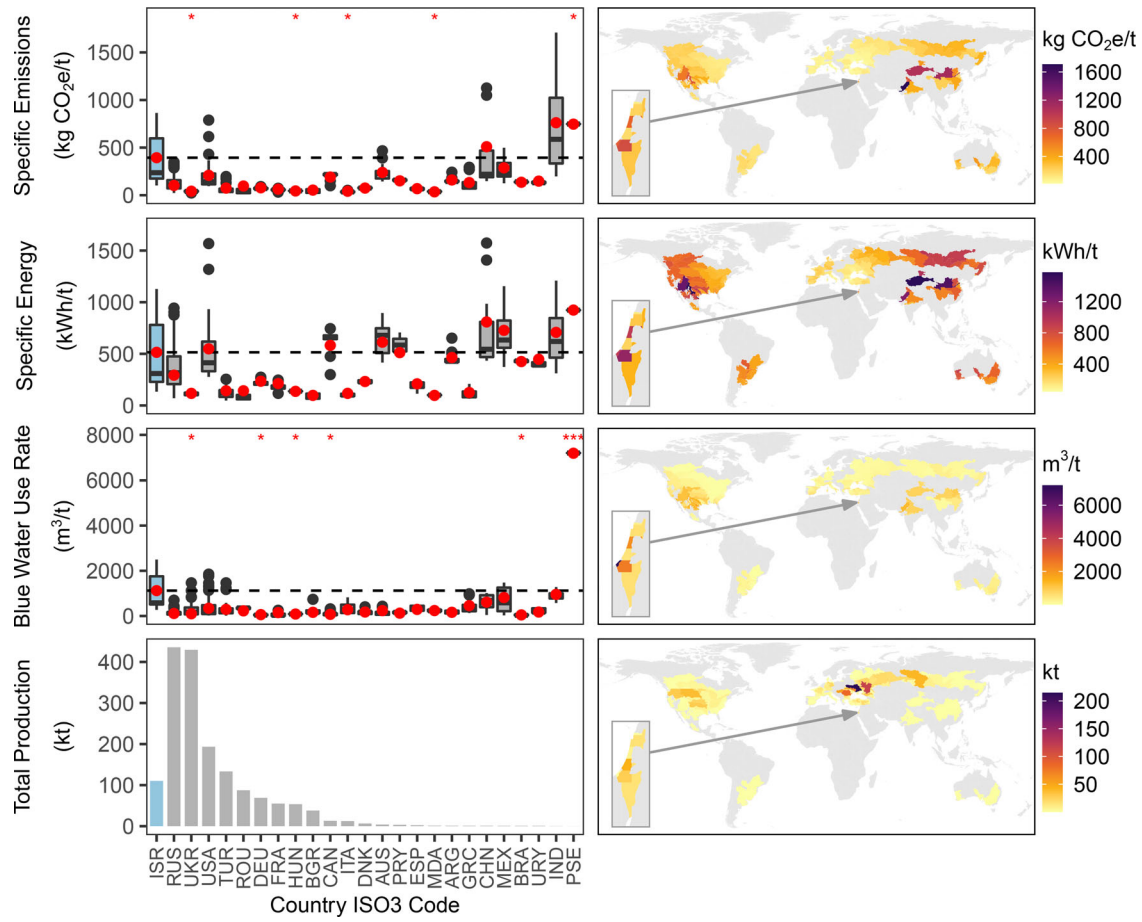 Specific Emissions
(kg CO₂e/t)
1500
1000
500
0
* * * * *
kg CO₂e/t
1600
1200
800
400
Specific Energy
(kWh/t)
1500
1000
500
0
kWh/t
1200
800
400
Blue Water Use Rate
(m³/t)
8000
6000
4000
2000
0
* * * * * ***
m³/t
6000
4000
2000
Total Production
(kt)
400
300
200
100
0
kt
200
150
100
50
ISR
RUS
UKR
USA
TUR
ROU
DEU
FRA
HUN
BGR
CAN
ITA
DNK
AUS
PRY
ESP
MDA
ARG
GRC
CHN
MEX
BRA
URY
IND
PSE
Country ISO3 Code